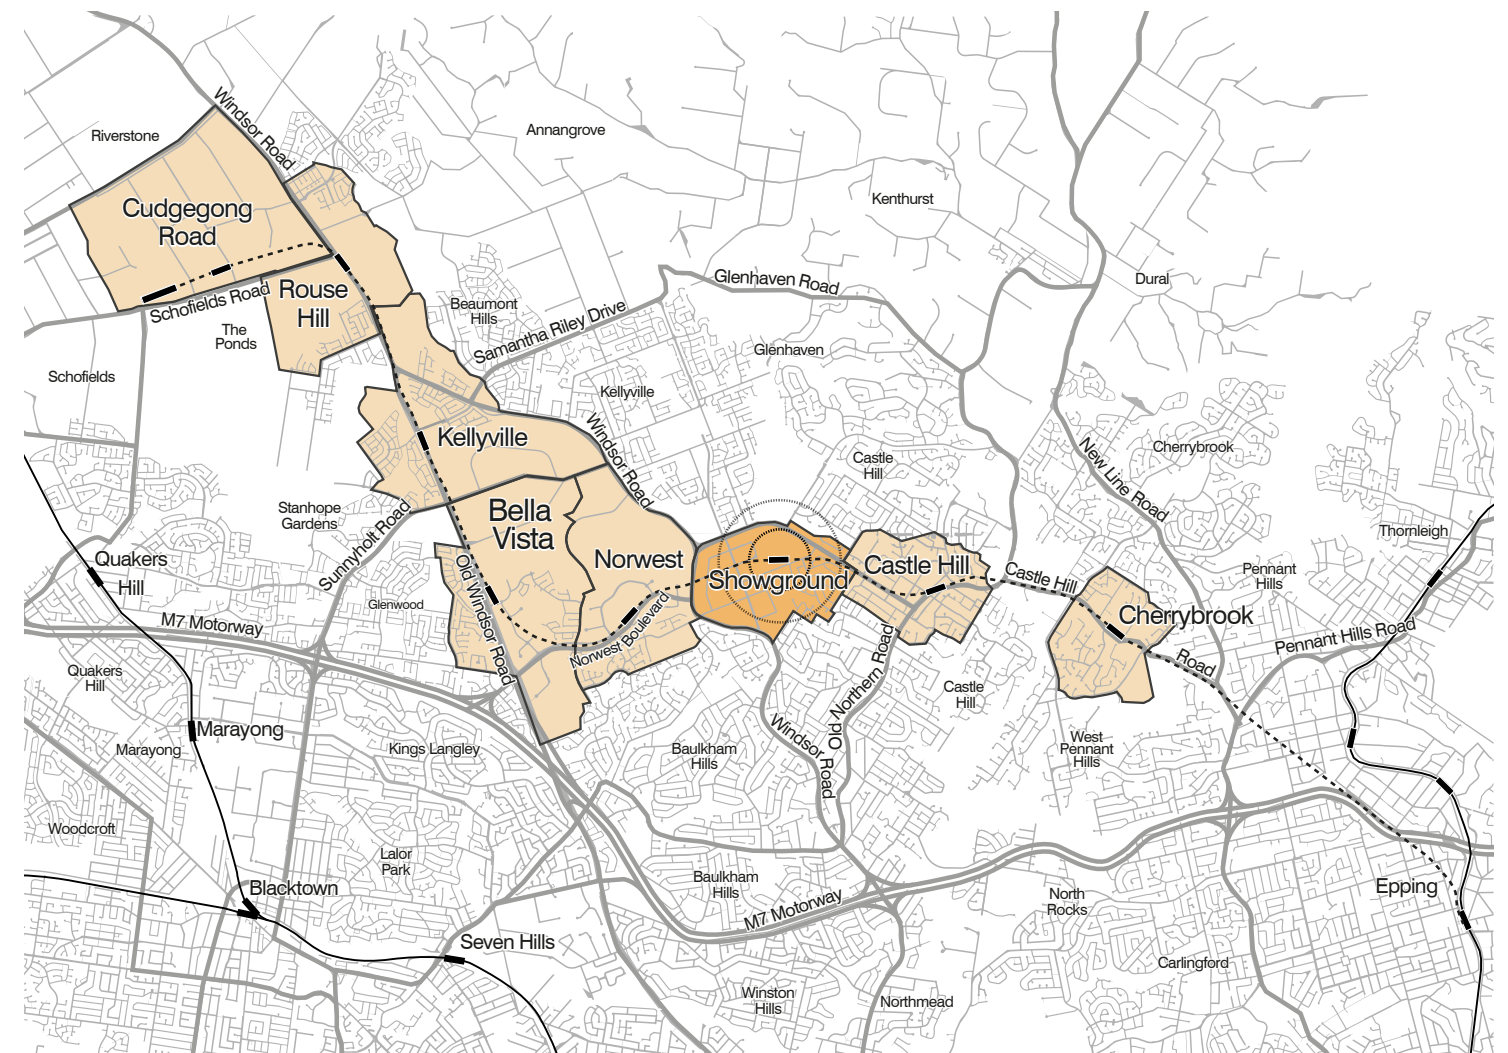 Windsor Road
Riverstone
Annangrove
Kenthurst
Cudgegong
Road
Schofields Road
Rouse
Hill
The
Ponds
Beaumont
Hills
Samantha Riley Drive
Glenhaven Road
Dural
Glenhaven
Schofields
Kellyville
Kellyville
Windsor Road
Castle
Hill
New Line Road
Cherrybrook
Stanhope
Gardens
Sunnyholt Road
Bella
Vista
Norwest
Showground
Castle Hill
Castle Hill
Road
Thornleigh
Pennant
Hills
Quakers
Hill
Glenwood
Old Windsor Road
Norwest Boulevard
Cherrybrook
Pennant Hills Road
M7 Motorway
Quakers
Hill
Castle
Hill
Old Northern Road
Windsor Road
Marayong
Marayong
Kings Langley
Baulkham
Hills
West
Pennant
Hills
Woodcroft
Lalor
Park
Blacktown
Baulkham
Hills
M7 Motorway
North
Rocks
Epping
Seven Hills
Carlingford
Winston
Hills
Northmead